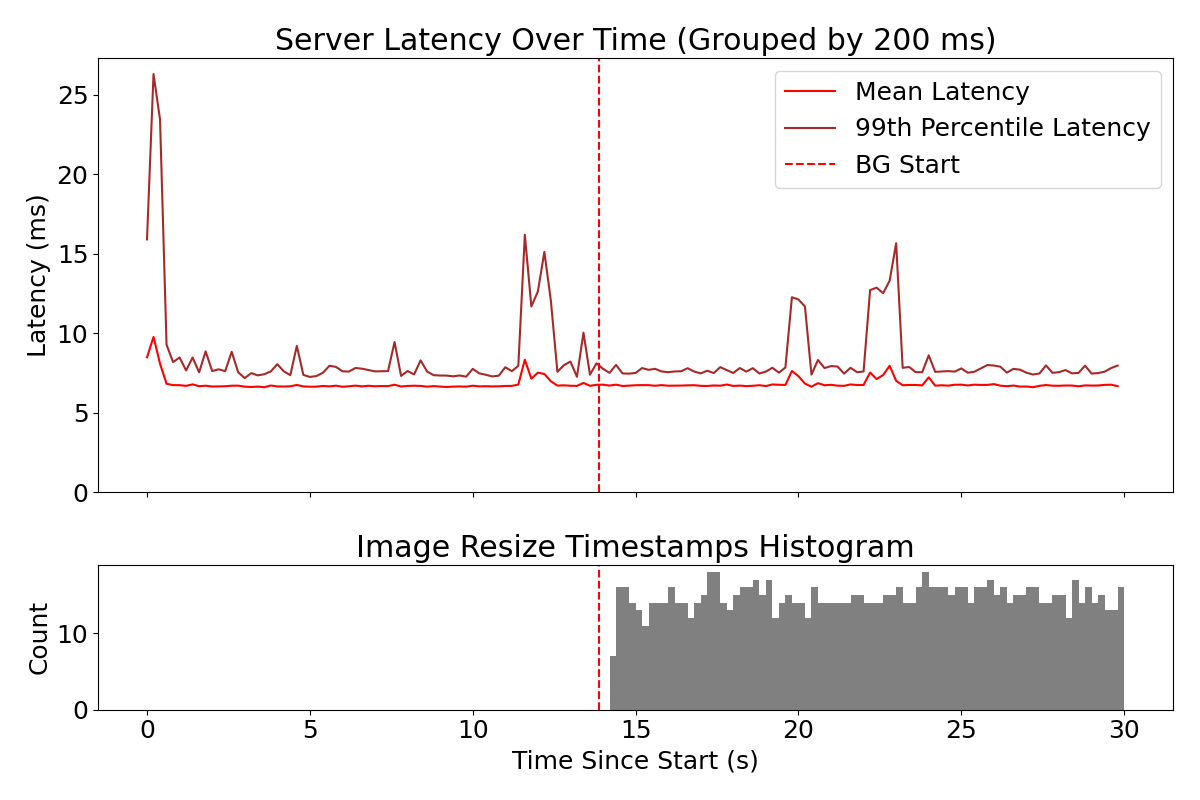 Server Latency Over Time (Grouped by 200 ms)
25
20
15
10
5
0
Latency (ms)
Mean Latency
99th Percentile Latency
BG Start
Image Resize Timestamps Histogram
10
0
Count
0 5 10 15 20 25 30
Time Since Start (s)